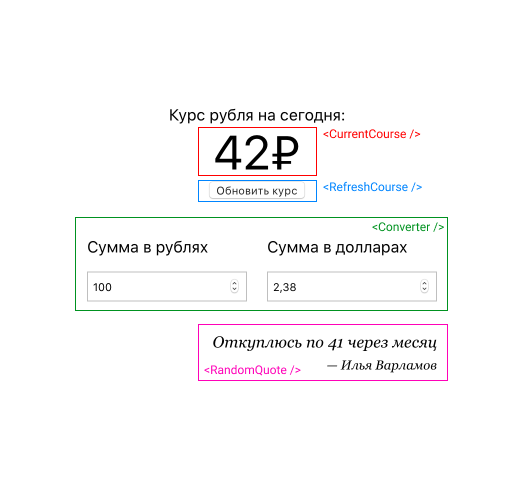 Курс рубля на сегодня:
42₽
<CurrentCourse />
Обновить курс
<RefreshCourse />
<Converter />
Сумма в рублях
Сумма в долларах
100
2,38
Откуплюсь по 41 через месяц
— Илья Варламов
<RandomQuote />